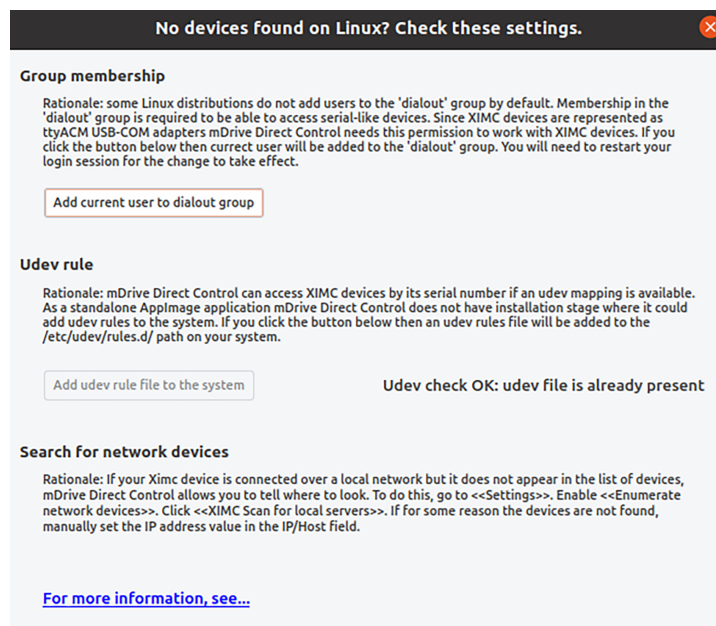 No devices found on Linux? Check these settings.
Group membership
Rationale: some Linux distributions do not add users to the 'dialout' group by default. Membership in the
'dialout' group is required to be able to access serial-like devices. Since XIMC devices are represented as
ttyACM USB-COM adapters mDrive Direct Control needs this permission to work with XIMC devices. If you
click the button below then currect user will be added to the 'dialout' group. You will need to restart your
login session for the change to take effect.
Add current user to dialout group
Udev rule
Rationale: mDrive Direct Control can access XIMC devices by its serial number if an udev mapping is available.
As a standalone AppImage application mDrive Direct Control does not have installation stage where it could
add udev rules to the system. If you click the button below then an udev rules file will be added to the
/etc/udev/rules.d/ path on your system.
Add udev rule file to the system
Udev check OK: udev file is already present
Search for network devices
Rationale: If your Ximc device is connected over a local network but it does not appear in the list of devices,
mDrive Direct Control allows you to tell where to look. To do this, go to <<Settings>>. Enable <<Enumerate
network devices>>. Click <<XIMC Scan for local servers>>. If for some reason the devices are not found,
manually set the IP address value in the IP/Host field.
For more information, see...